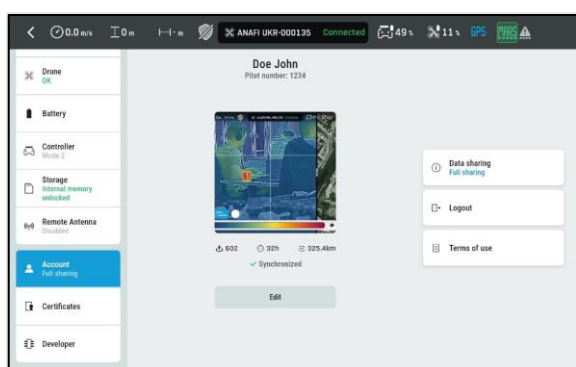 0.0 m/s
0 m
- m
ANAFI UKR-000135
Connected
49 %
11 %
GPS
MARS
Drone
OK
Battery
Controller
Mode 2
Storage
Internal memory
unlocked
Remote Antenna
Disabled
Account
Full sharing
Certificates
Developer
Doe John
Pilot number: 1234
602
32h
325.4km
Synchronized
Edit
Data sharing
Full sharing
Logout
Terms of use